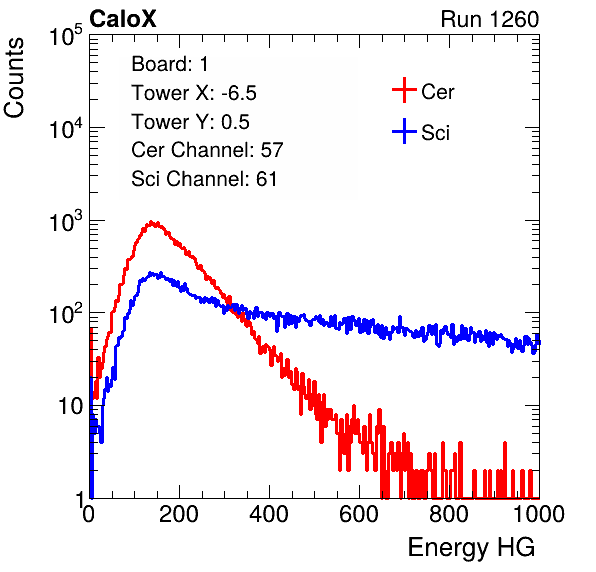 CaloX Run 1260
Counts
Board: 1
Tower X: -6.5
Tower Y: 0.5
Cer Channel: 57
Sci Channel: 61
Cer
Sci
10^5
10^4
10^3
10^2
10
1
0 200 400 600 800 1000
Energy HG